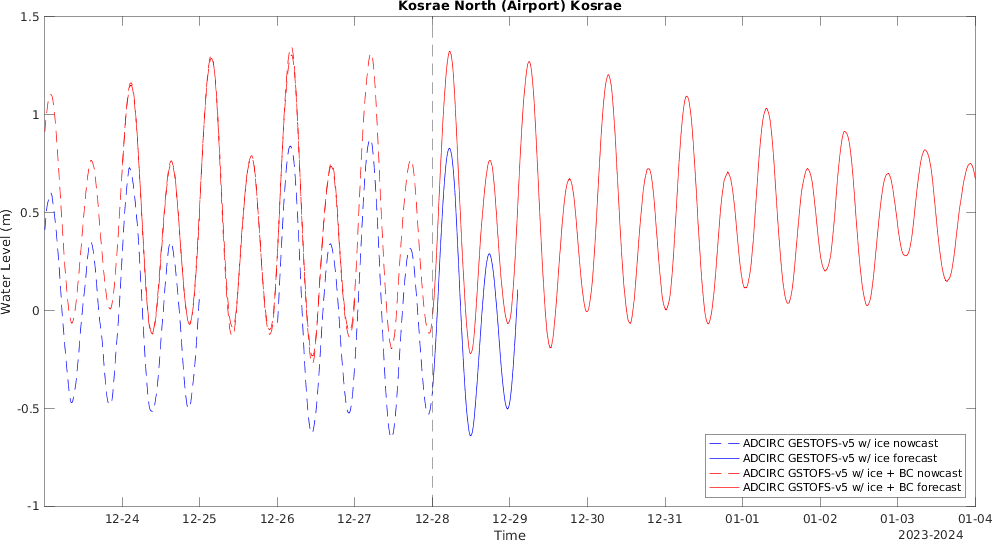 Kosrae North (Airport) Kosrae
Water Level (m)
1.5
1
0.5
0
-0.5
-1
12-24 12-25 12-26 12-27 12-28 12-29 12-30 12-31 01-01 01-02 01-03 01-04
Time
2023-2024
ADCIRC GESTOFS-v5 w/ ice nowcast
ADCIRC GESTOFS-v5 w/ ice forecast
ADCIRC GSTOFS-v5 w/ ice + BC nowcast
ADCIRC GSTOFS-v5 w/ ice + BC forecast